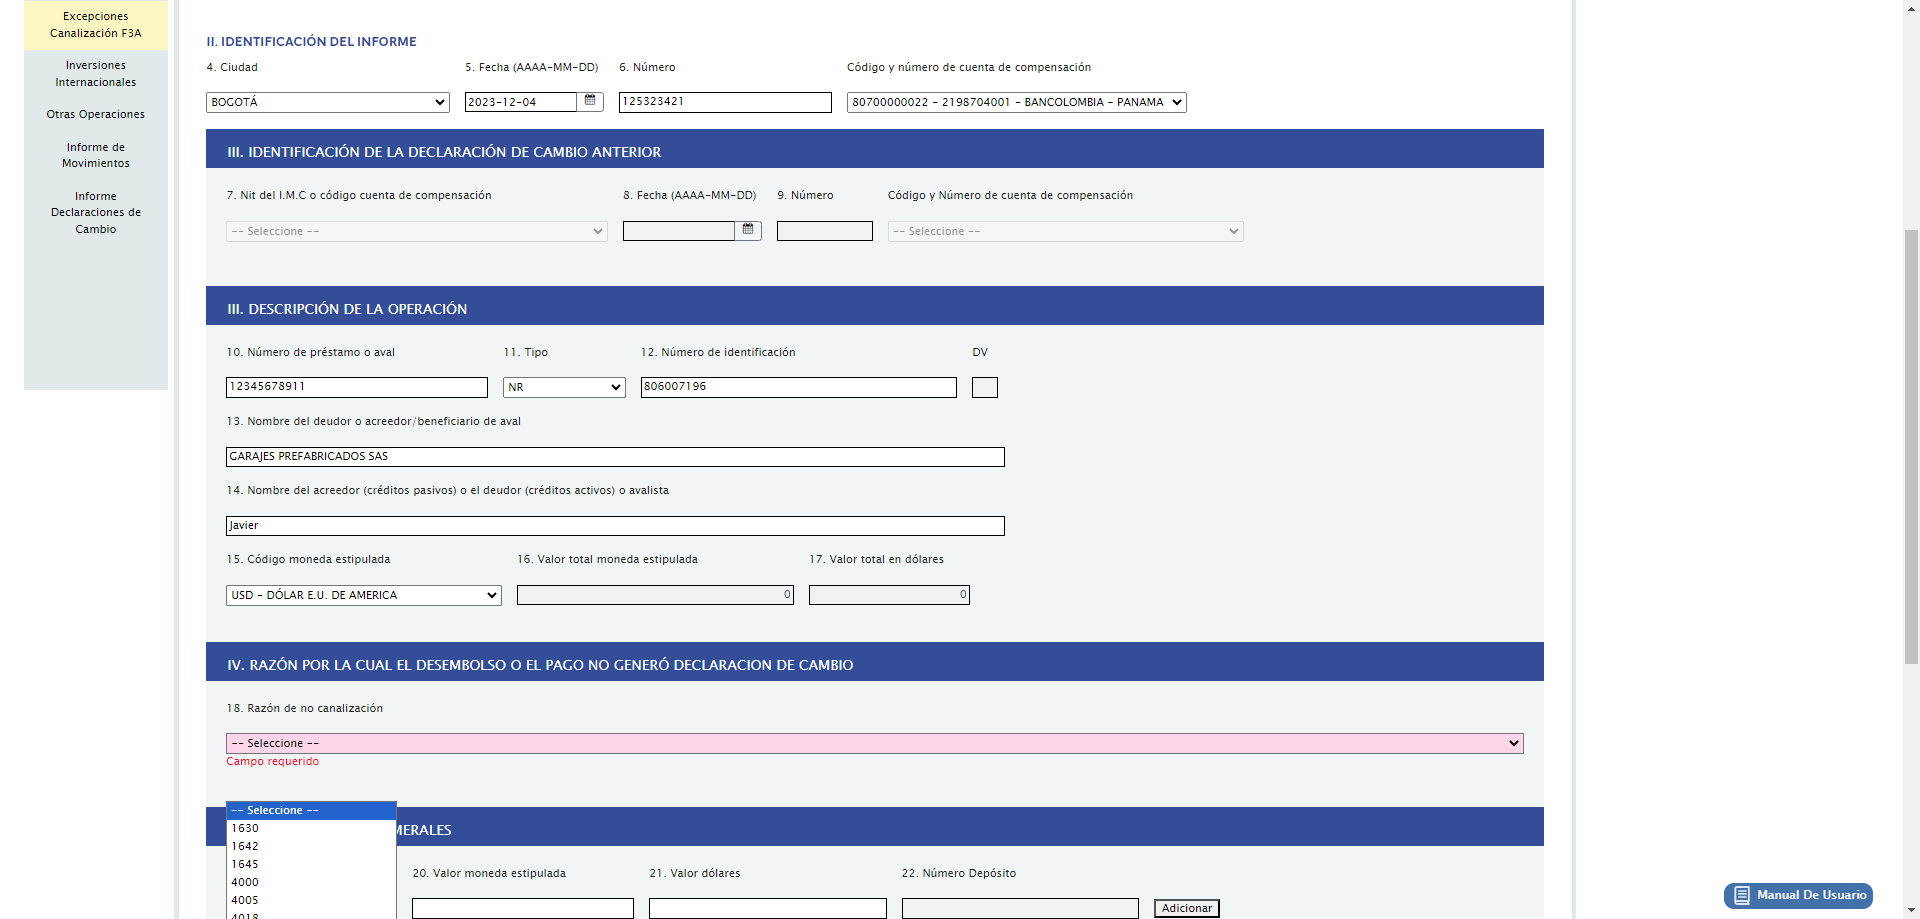 Excepciones
Canalización F3A
Inversiones
Internacionales
Otras Operaciones
Informe de
Movimientos
Informe
Declaraciones de
Cambio
II. IDENTIFICACIÓN DEL INFORME
4. Ciudad 5. Fecha (AAAA-MM-DD) 6. Número Código y número de cuenta de compensación
BOGOTÁ 2023-12-04 125323421 80700000022 - 2198704001 - BANCOLOMBIA - PANAMA
III. IDENTIFICACIÓN DE LA DECLARACIÓN DE CAMBIO ANTERIOR
7. Nit del I.M.C o código cuenta de compensación 8. Fecha (AAAA-MM-DD) 9. Número Código y Número de cuenta de compensación
-- Seleccione -- -- Seleccione --
III. DESCRIPCIÓN DE LA OPERACIÓN
10. Número de préstamo o aval 11. Tipo 12. Número de identificación DV
12345678911 NR 806007196
13. Nombre del deudor o acreedor/beneficiario de aval
GARAJES PREFABRICADOS SAS
14. Nombre del acreedor (créditos pasivos) o el deudor (créditos activos) o avalista
Javier
15. Código moneda estipulada 16. Valor total moneda estipulada 17. Valor total en dólares
USD - DÓLAR E.U. DE AMERICA 0 0
IV. RAZÓN POR LA CUAL EL DESEMBOLSO O EL PAGO NO GENERÓ DECLARACION DE CAMBIO
18. Razón de no canalización
-- Seleccione --
Campo requerido
-- Seleccione --
1630
MERALES
1642
1645
20. Valor moneda estipulada 21. Valor dólares 22. Número Depósito
4000
4005
Adicionar
4018
Manual De Usuario